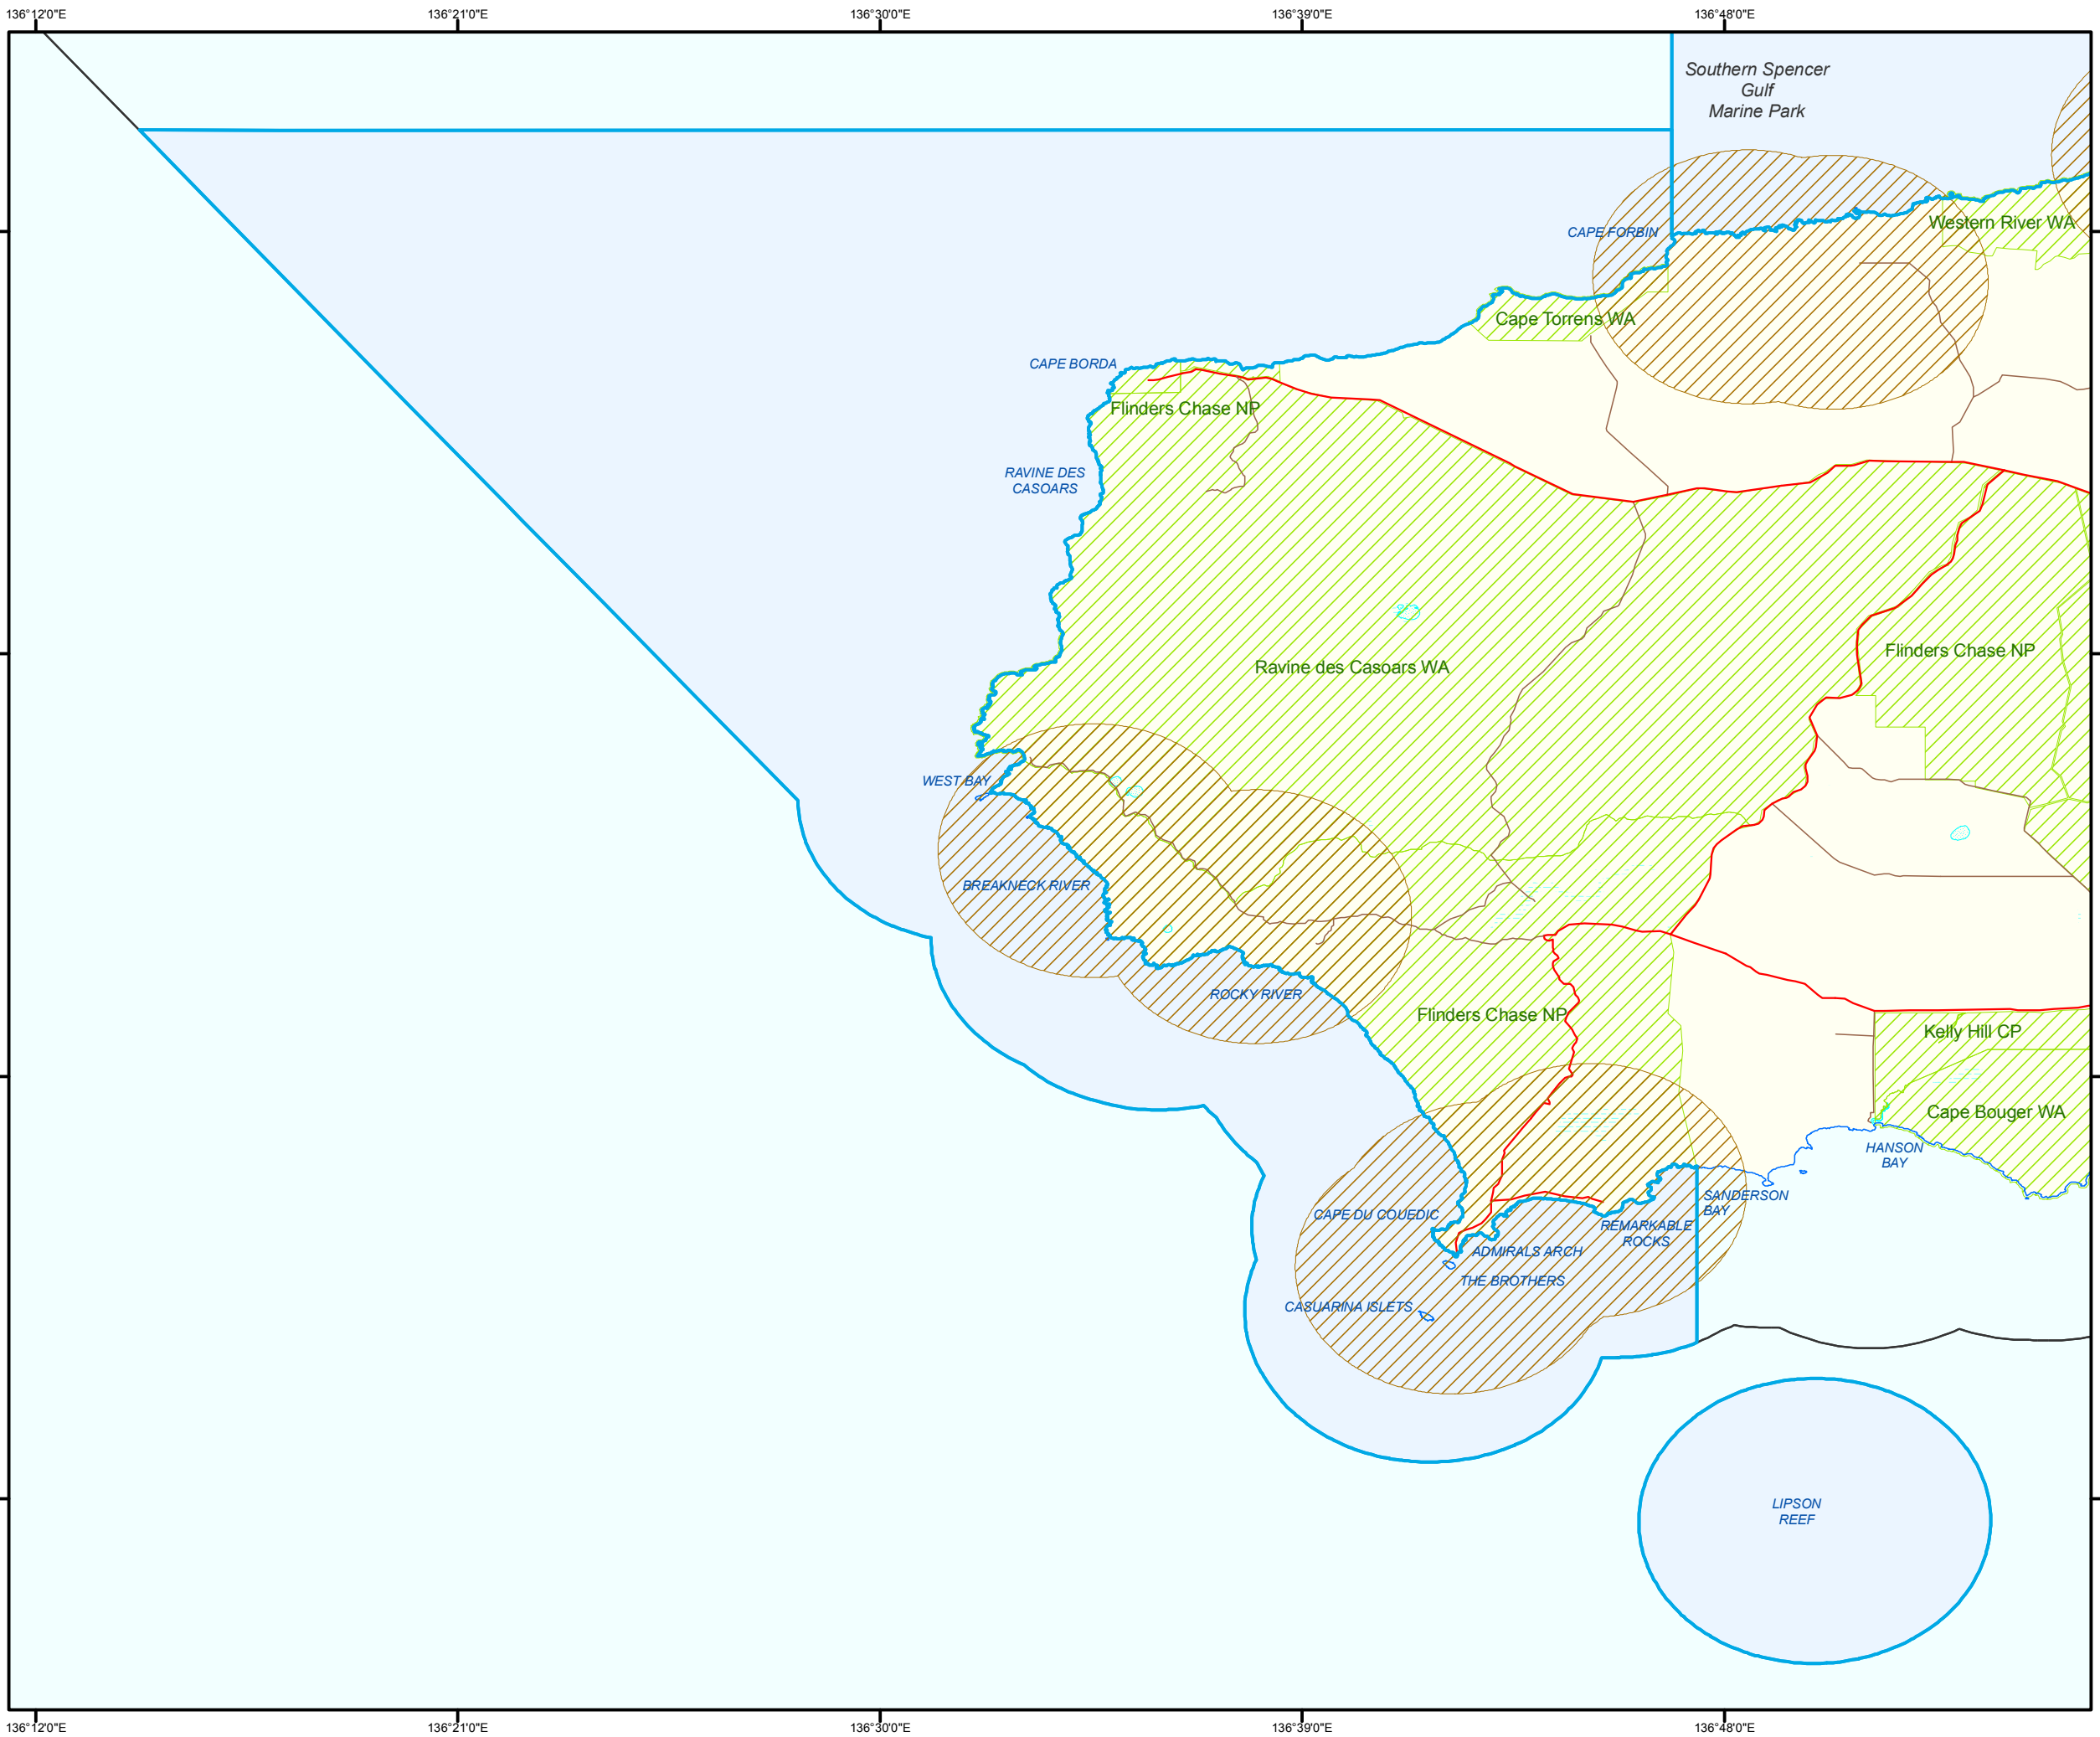 136°12'0"E
136°21'0"E
136°30'0"E
136°39'0"E
136°48'0"E
Southern Spencer
Gulf
Marine Park
CAPE FORBIN
Western River WA
Cape Torrens WA
CAPE BORDA
Flinders Chase NP
RAVINE DES
CASOARS
Flinders Chase NP
Ravine des Casoars WA
WEST BAY
BREAKNECK RIVER
ROCKY RIVER
Flinders Chase NP
Kelly Hill CP
Cape Bouger WA
HANSON
BAY
SANDERSON
BAY
CAPE DU COUEDIC
REMARKABLE
ROCKS
ADMIRALS ARCH
THE BROTHERS
CASUARINA ISLETS
LIPSON
REEF
136°12'0"E
136°21'0"E
136°30'0"E
136°39'0"E
136°48'0"E